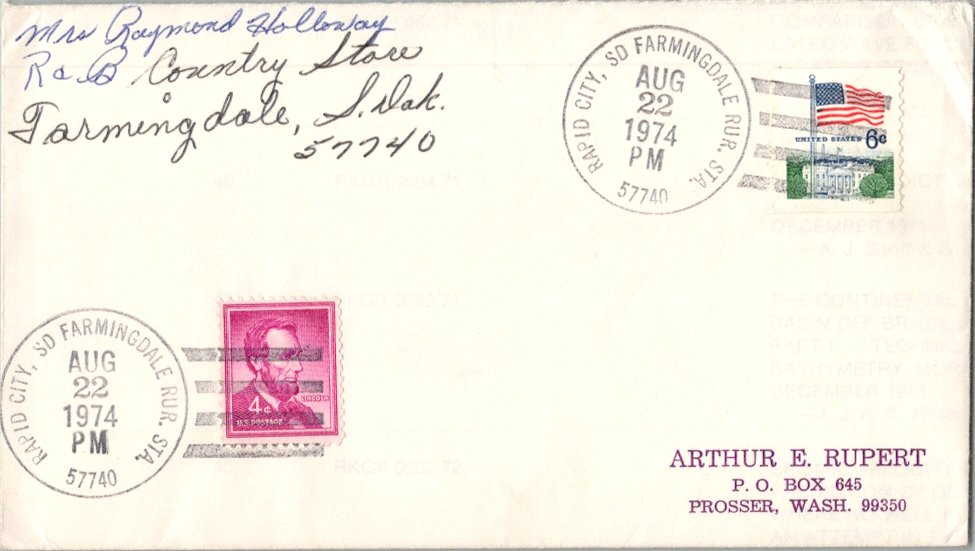 Mrs Raymond Holloway
R & B Country Store
Farmingdale, S. Dak.
57740
RAPID CITY, SD FARMINGDALE RUR. STA.
AUG
22
1974
PM
57740
UNITED STATES 6c
RAPID CITY, SD FARMINGDALE RUR. STA.
AUG
22
1974
PM
57740
4c LINCOLN
U.S. POSTAGE
ARTHUR E. RUPERT
P. O. BOX 645
PROSSER, WASH. 99350